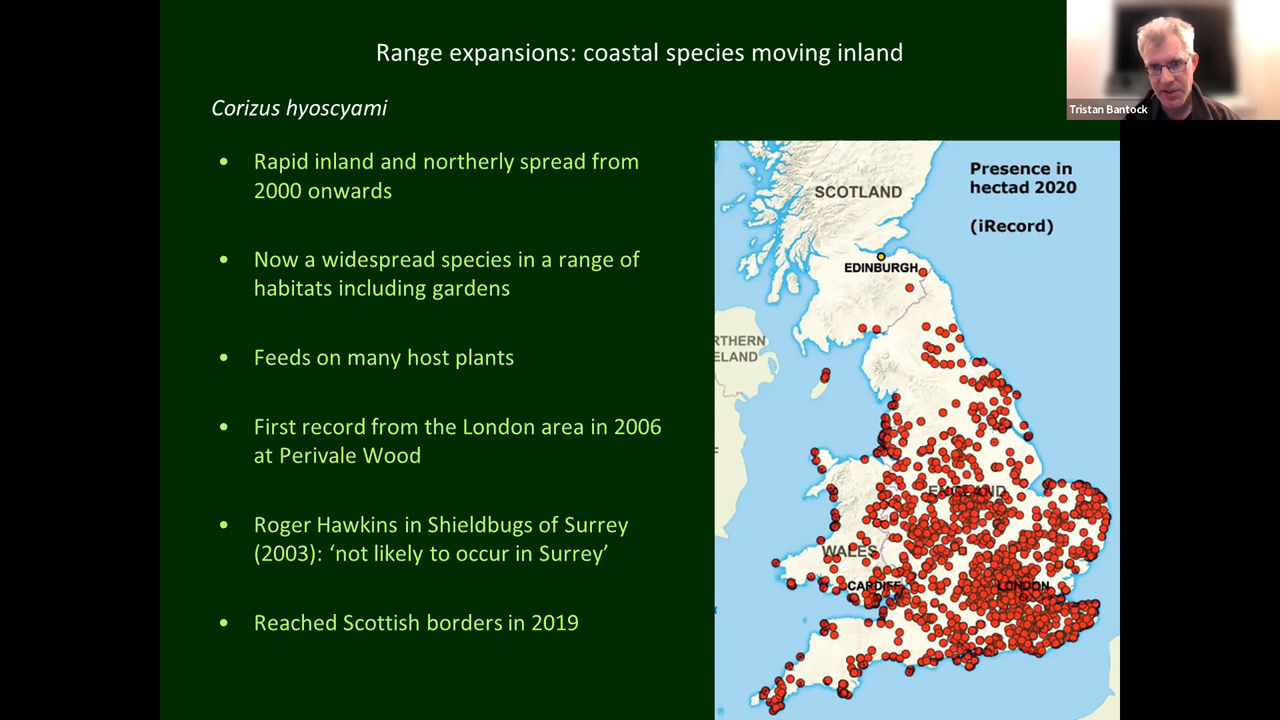 Range expansions: coastal species moving inland
Tristan Bantock
Corizus hyoscyami
• Rapid inland and northerly spread from
2000 onwards
• Now a widespread species in a range of
habitats including gardens
• Feeds on many host plants
• First record from the London area in 2006
at Perivale Wood
• Roger Hawkins in Shieldbugs of Surrey
(2003): ‘not likely to occur in Surrey’
• Reached Scottish borders in 2019
Presence in
hectad 2020
(iRecord)
SCOTLAND
EDINBURGH
RTHERN
ELAND
ENGLAND
WALES
CARDIFF
LONDON